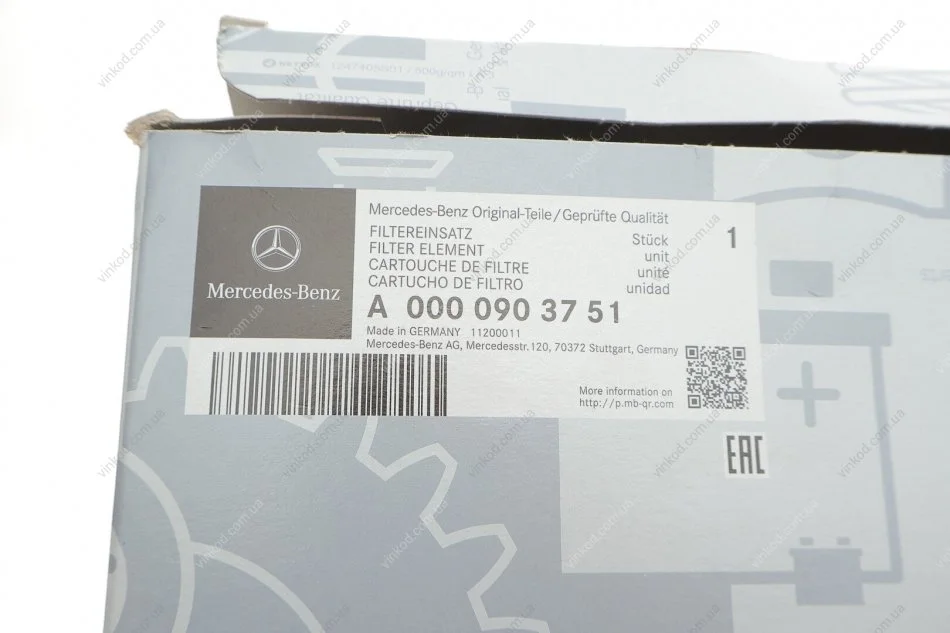 Mercedes-Benz
Mercedes-Benz Original-Teile/Geprüfte Qualität
FILTEREINSATZ
FILTER ELEMENT
CARTOUCHE DE FILTRE
CARTUCHO DE FILTRO
Stück
unit
unité
unidad
1
A 000 090 37 51
Made in GERMANY 11200011
Mercedes-Benz AG, Mercedesstr. 120, 70372 Stuttgart, Germany
More information on
http://p.mb-qr.com
EAC
vinkod.com.ua